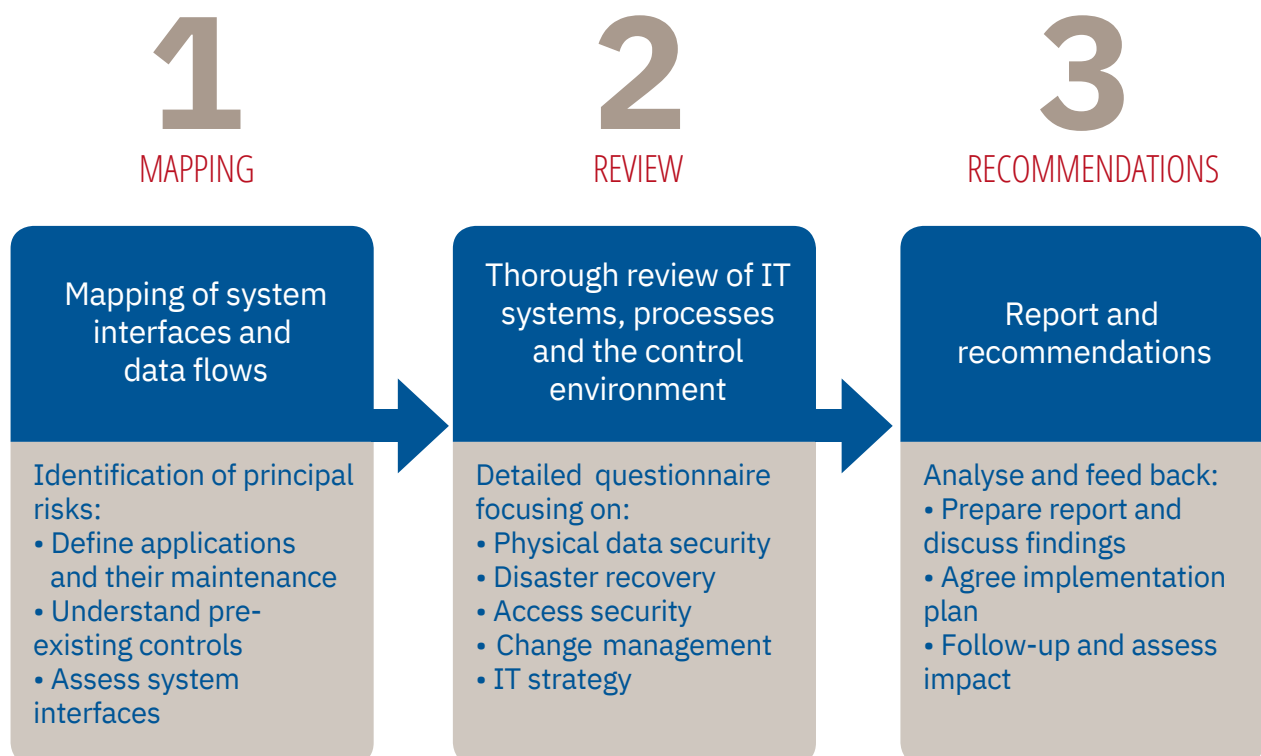 1
MAPPING
Mapping of system
interfaces and
data flows
Identification of principal
risks:
• Define applications
and their maintenance
• Understand pre-
existing controls
• Assess system
interfaces
2
REVIEW
Thorough review of IT
systems, processes
and the control
environment
Detailed questionnaire
focusing on:
• Physical data security
• Disaster recovery
• Access security
• Change management
• IT strategy
3
RECOMMENDATIONS
Report and
recommendations
Analyse and feed back:
• Prepare report and
discuss findings
• Agree implementation
plan
• Follow-up and assess
impact